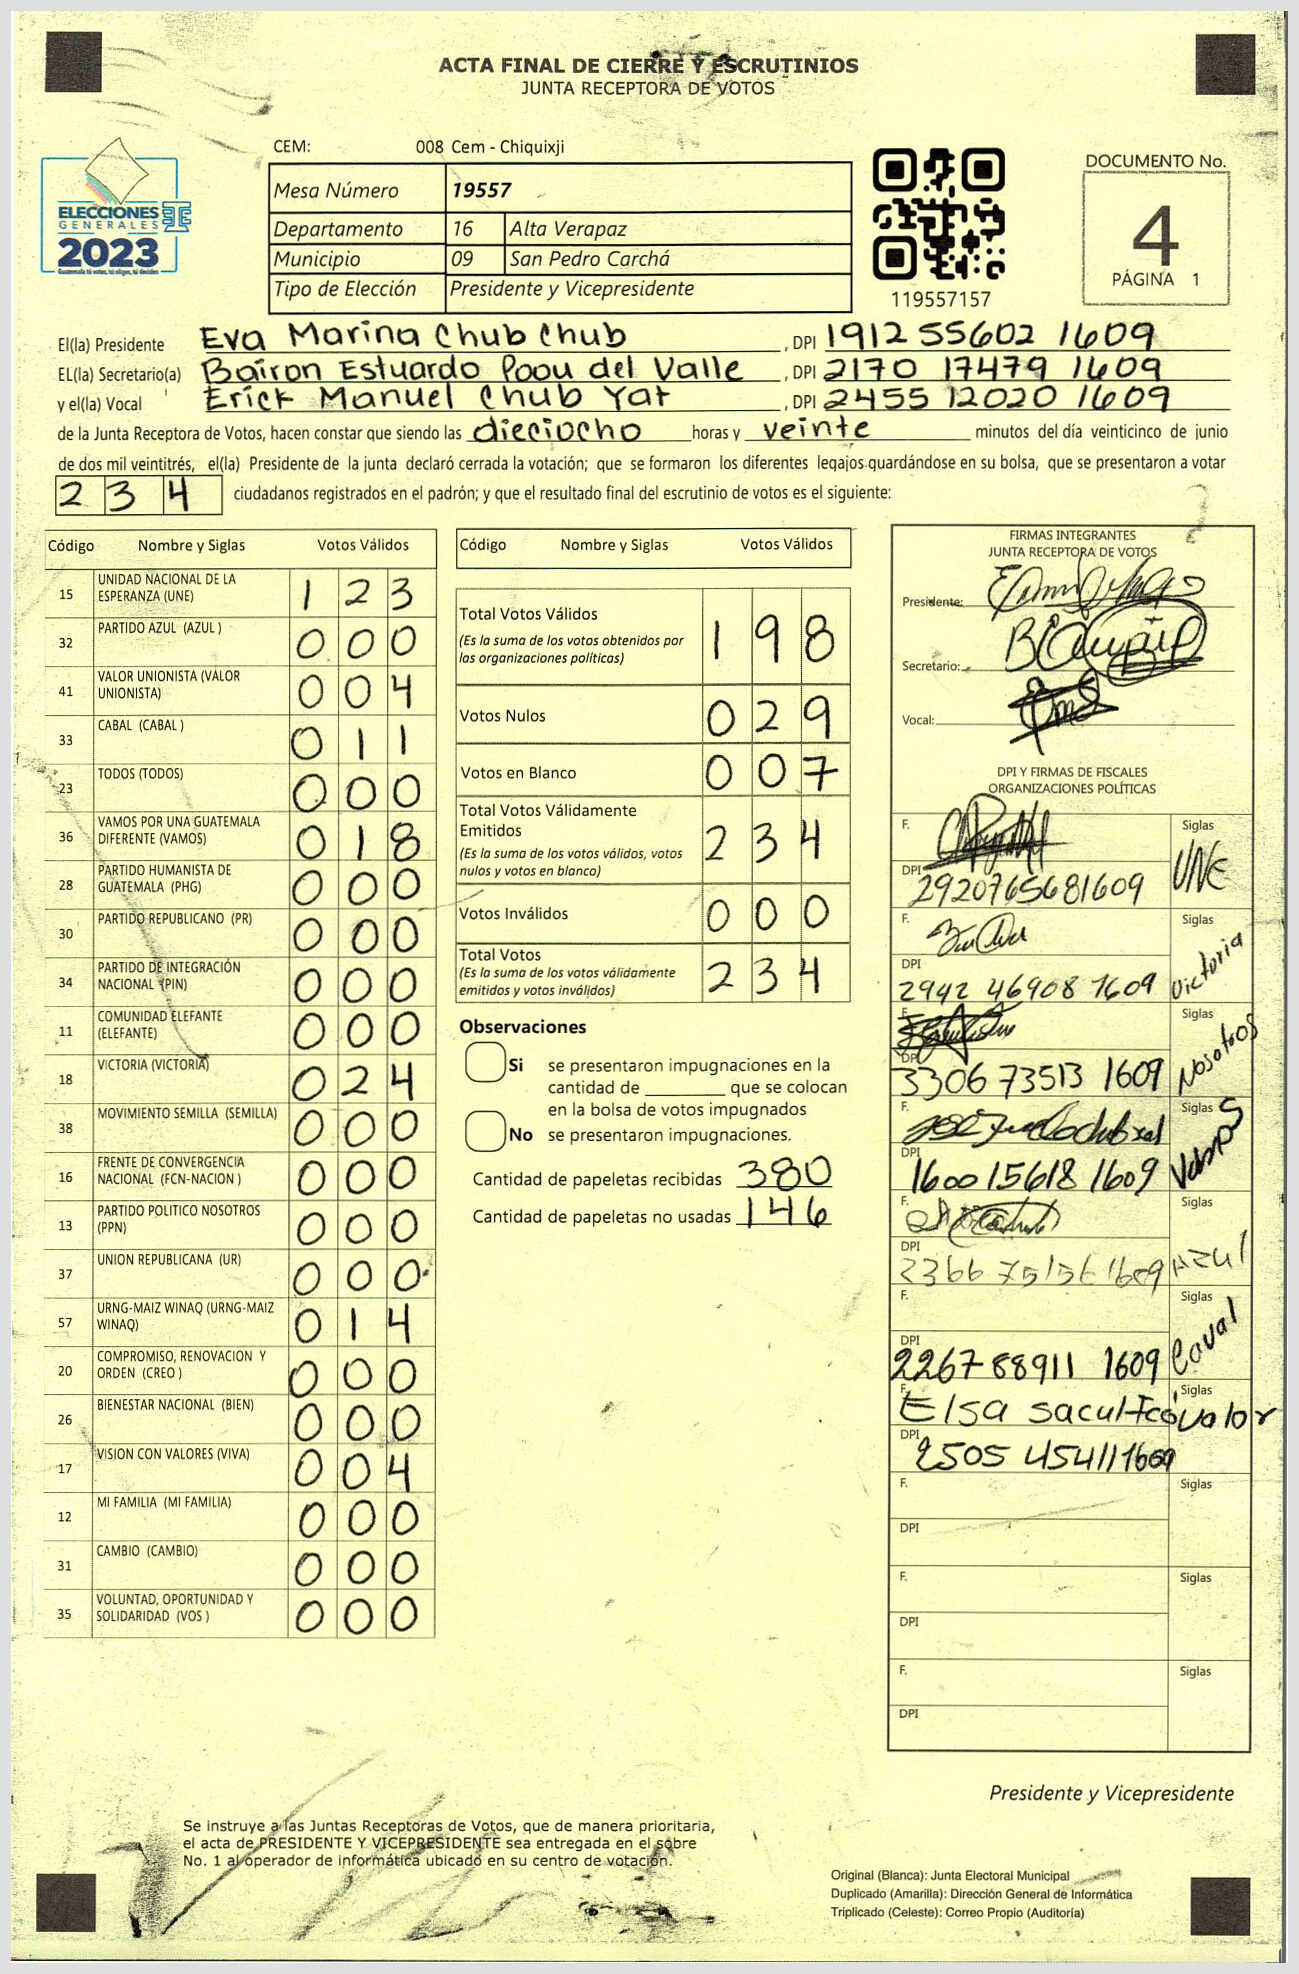 ACTA FINAL DE CIERRE Y ESCRUTINIOS
JUNTA RECEPTORA DE VOTOS
CEM: 008 Cem - Chiquixji
ELECCIONES
GENERALES
2023
Guatemala tú votas, tú eliges, tú decides
Mesa Número 19557
Departamento 16 Alta Verapaz
Municipio 09 San Pedro Carchá
Tipo de Elección Presidente y Vicepresidente
119557157
DOCUMENTO No.
4
PÁGINA 1
El(la) Presidente Eva Marina Chub Chub , DPI 1912 55602 1609
EL(la) Secretario(a) Bairon Estuardo Poou del Valle , DPI 2170 17479 1609
y el(la) Vocal Erick Manuel Chub Yat , DPI 2455 12020 1609
de la Junta Receptora de Votos, hacen constar que siendo las dieciocho horas y veinte minutos del día veinticinco de junio
de dos mil veintitrés, el(la) Presidente de la junta declaró cerrada la votación; que se formaron los diferentes legajos guardándose en su bolsa, que se presentaron a votar
2 3 4 ciudadanos registrados en el padrón; y que el resultado final del escrutinio de votos es el siguiente:
Código Nombre y Siglas Votos Válidos
15 UNIDAD NACIONAL DE LA ESPERANZA (UNE) 1 2 3
32 PARTIDO AZUL (AZUL ) 0 0 0
41 VALOR UNIONISTA (VALOR UNIONISTA) 0 0 4
33 CABAL (CABAL ) 0 1 1
23 TODOS (TODOS) 0 0 0
36 VAMOS POR UNA GUATEMALA DIFERENTE (VAMOS) 0 1 8
28 PARTIDO HUMANISTA DE GUATEMALA (PHG) 0 0 0
30 PARTIDO REPUBLICANO (PR) 0 0 0
34 PARTIDO DE INTEGRACIÓN NACIONAL (PIN) 0 0 0
11 COMUNIDAD ELEFANTE (ELEFANTE) 0 0 0
18 VICTORIA (VICTORIA) 0 2 4
38 MOVIMIENTO SEMILLA (SEMILLA) 0 0 0
16 FRENTE DE CONVERGENCIA NACIONAL (FCN-NACION ) 0 0 0
13 PARTIDO POLITICO NOSOTROS (PPN) 0 0 0
37 UNION REPUBLICANA (UR) 0 0 0
57 URNG-MAIZ WINAQ (URNG-MAIZ WINAQ) 0 1 4
20 COMPROMISO, RENOVACION Y ORDEN (CREO ) 0 0 0
26 BIENESTAR NACIONAL (BIEN) 0 0 0
17 VISION CON VALORES (VIVA) 0 0 4
12 MI FAMILIA (MI FAMILIA) 0 0 0
31 CAMBIO (CAMBIO) 0 0 0
35 VOLUNTAD, OPORTUNIDAD Y SOLIDARIDAD (VOS ) 0 0 0
Código Nombre y Siglas Votos Válidos
Total Votos Válidos 1 9 8
(Es la suma de los votos obtenidos por
las organizaciones políticas)
Votos Nulos 0 2 9
Votos en Blanco 0 0 7
Total Votos Válidamente
Emitidos 2 3 4
(Es la suma de los votos válidos, votos
nulos y votos en blanco)
Votos Inválidos 0 0 0
Total Votos 2 3 4
(Es la suma de los votos válidamente
emitidos y votos inválidos)
Observaciones
Si se presentaron impugnaciones en la
cantidad de ________ que se colocan
en la bolsa de votos impugnados
No se presentaron impugnaciones.
Cantidad de papeletas recibidas 380
Cantidad de papeletas no usadas 146
FIRMAS INTEGRANTES
JUNTA RECEPTORA DE VOTOS
Presidente:
Secretario:
Vocal:
DPI Y FIRMAS DE FISCALES
ORGANIZACIONES POLÍTICAS
F. Siglas UNE
DPI 2920765681609
F. Siglas Victoria
DPI 2942 46908 1609
F. Siglas Nosotros
DPI 3306 73513 1609
F. Siglas Vamos
DPI 1600 15618 1609
F. Siglas Azul
DPI 2366 75156 1609
F. Siglas Caval
DPI 2267 88911 1609
F. Elsa Siglas Valor
DPI 2505 45411 1609
F. Siglas
DPI
F. Siglas
DPI
F. Siglas
DPI
Presidente y Vicepresidente
Se instruye a las Juntas Receptoras de Votos, que de manera prioritaria,
el acta de PRESIDENTE Y VICEPRESIDENTE sea entregada en el sobre
No. 1 al operador de informática ubicado en su centro de votación.
Original (Blanca): Junta Electoral Municipal
Duplicado (Amarilla): Dirección General de Informática
Triplicado (Celeste): Correo Propio (Auditoría)